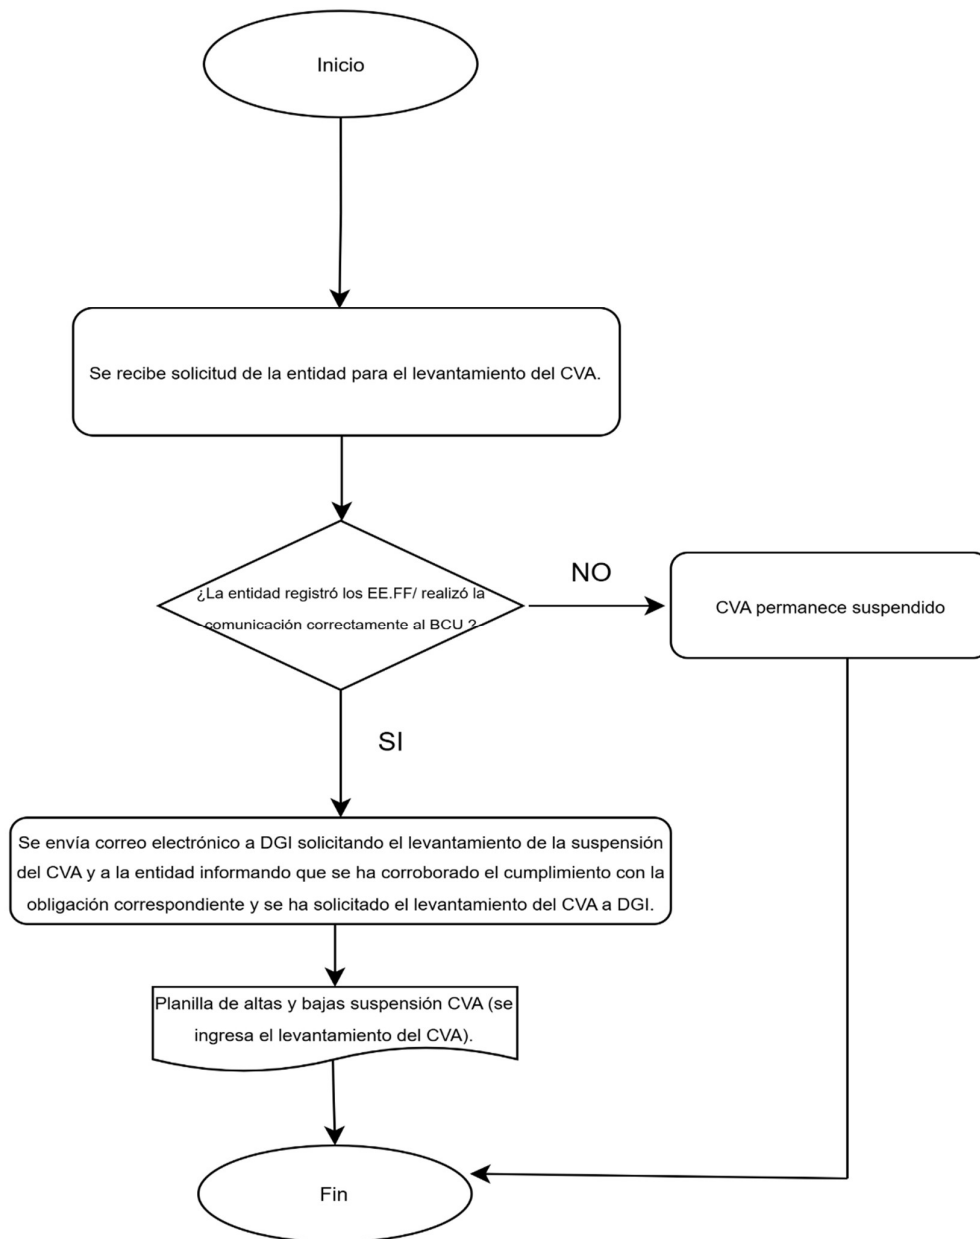 Inicio
Se recibe solicitud de la entidad para el levantamiento del CVA.
¿La entidad registró los EE.FF/ realizó la
comunicación correctamente al BCU ?
NO
CVA permanece suspendido
SI
Se envía correo electrónico a DGI solicitando el levantamiento de la suspensión
del CVA y a la entidad informando que se ha corroborado el cumplimiento con la
obligación correspondiente y se ha solicitado el levantamiento del CVA a DGI.
Planilla de altas y bajas suspensión CVA (se
ingresa el levantamiento del CVA).
Fin